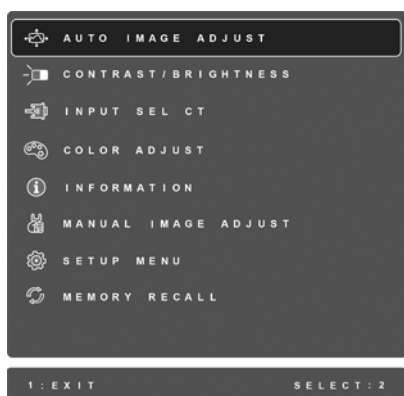 AUTO IMAGE ADJUST
CONTRAST/BRIGHTNESS
INPUT SEL CT
COLOR ADJUST
INFORMATION
MANUAL IMAGE ADJUST
SETUP MENU
MEMORY RECALL
1:EXIT SELECT:2